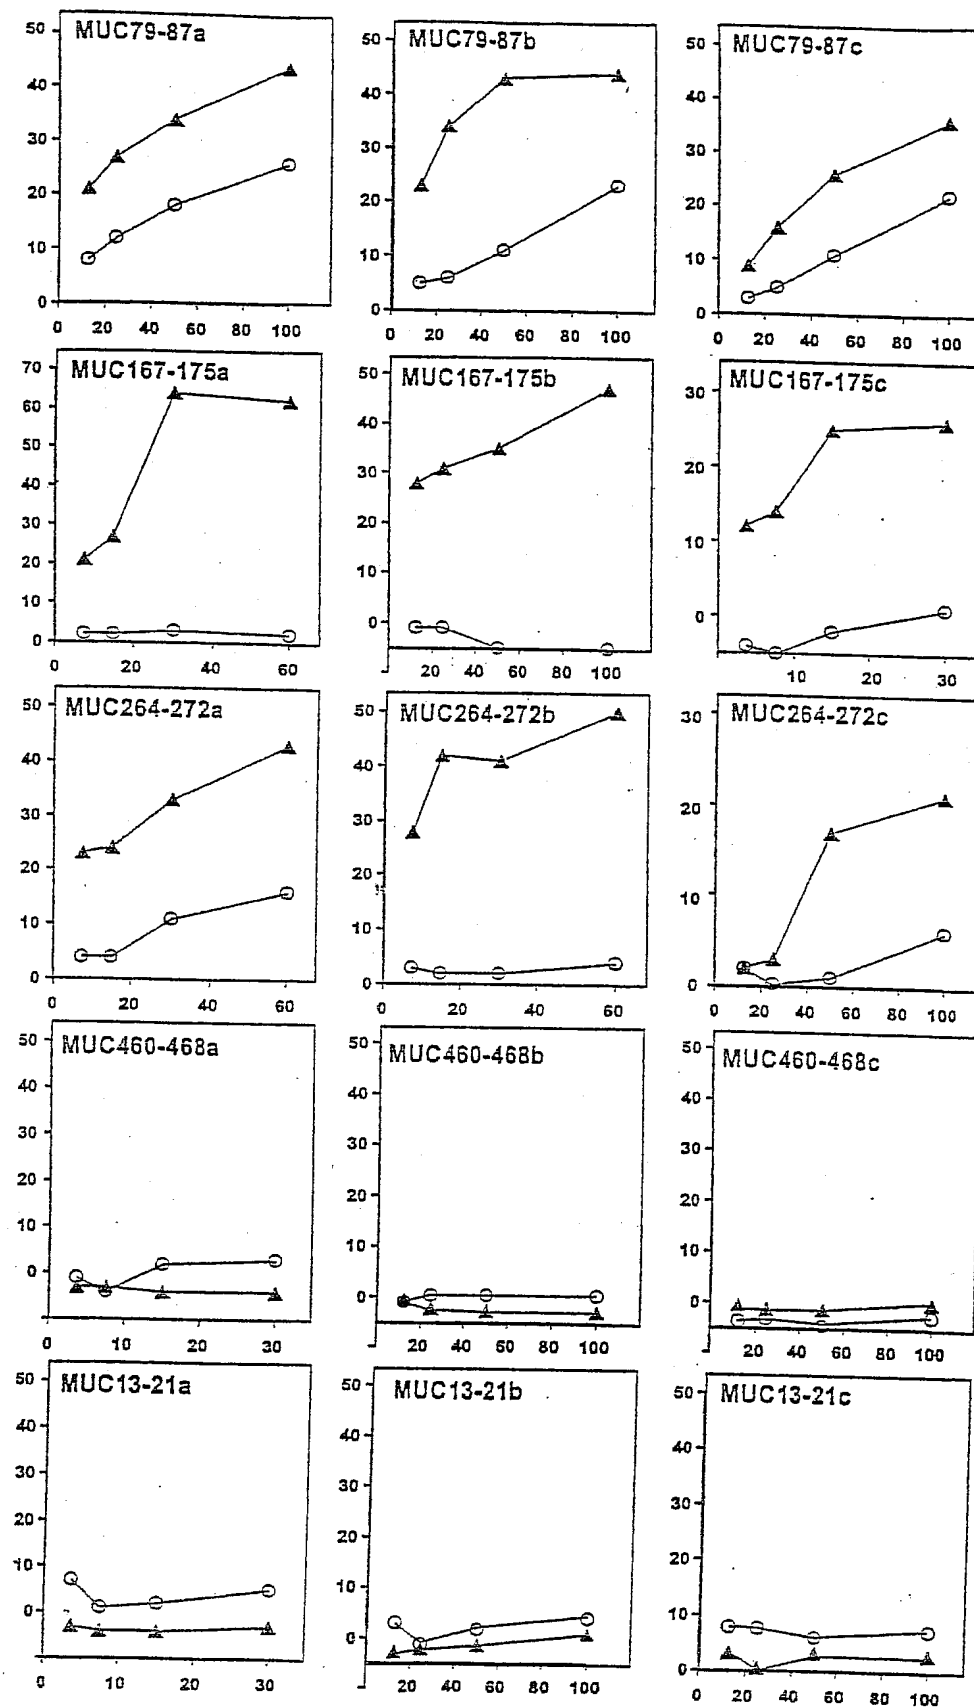 MUC79-87a MUC79-87b MUC79-87c
50 50 50
40 40 40
30 30 30
20 20 20
10 10 10
0 0 0
0 20 40 60 80 100 0 20 40 60 80 100 0 20 40 60 80 100
MUC167-175a MUC167-175b MUC167-175c
70 50 30
60 40 20
50 30 10
40 20 0
30 10
20 0
10
0
0 20 40 60 20 40 60 80 100 10 20 30
MUC264-272a MUC264-272b MUC264-272c
50 50 30
40 40 20
30 30 10
20 20 0
10 10
0 0
0 20 40 60 0 20 40 60 0 20 40 60 80 100
MUC460-468a MUC460-468b MUC460-468c
50 50 50
40 40 40
30 30 30
20 20 20
10 10 10
0 0 0
0 10 20 30 20 40 60 80 100 20 40 60 80 100
MUC13-21a MUC13-21b MUC13-21c
50 50 50
40 40 40
30 30 30
20 20 20
10 10 10
0 0 0
0 10 20 30 20 40 60 80 100 0 20 40 60 80 100